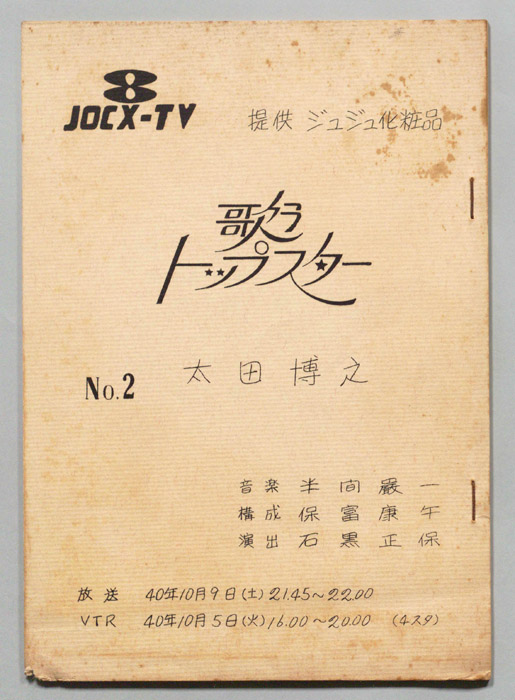 8
JOCX-TV
提供 ジュジュ化粧品
歌う
トップスター
No.2 太田博之
音楽 半間巌一
構成 保富康午
演出 石黒正保
放送 40年10月9日(土)21.45～22.00
VTR 40年10月5日(火)16.00～20.00 (4スタ)